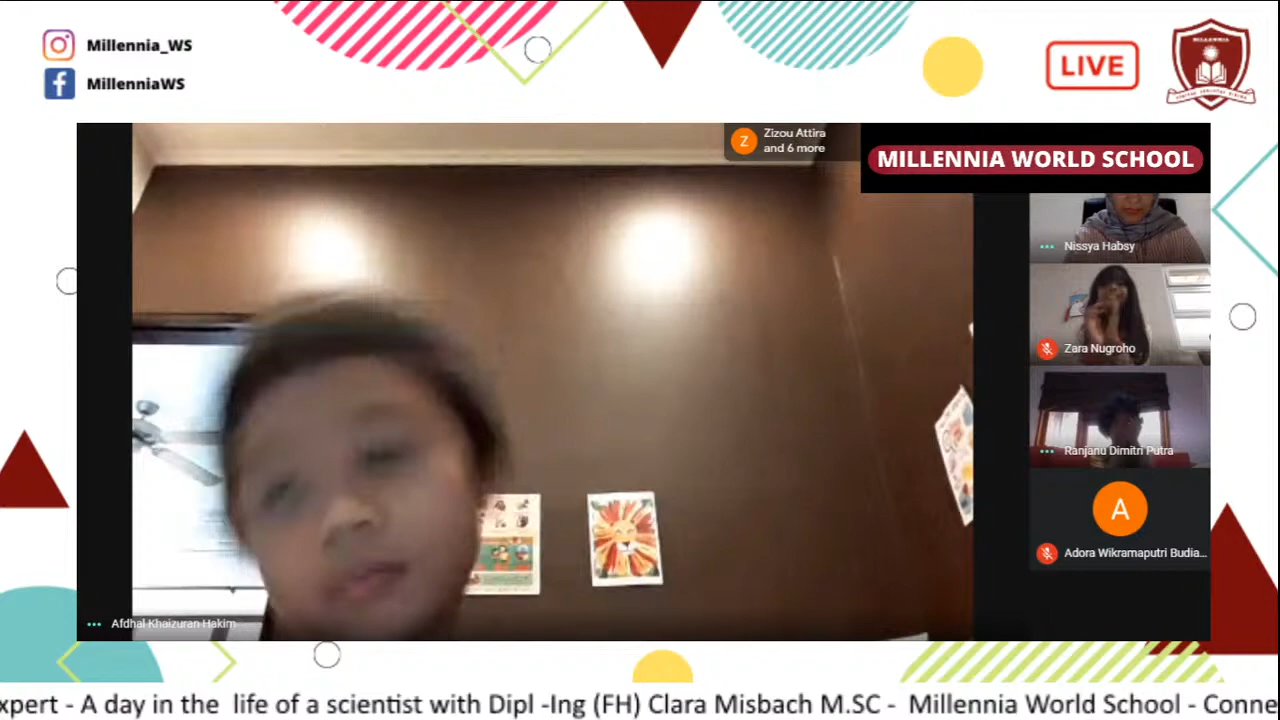 Millennia_WS
MillenniaWS
LIVE
MILLENNIA
Z
Zizou Attira
and 6 more
MILLENNIA WORLD SCHOOL
Nissya Habsy
Zara Nugroho
Ranjanu Dimitri Putra
A
Adora Wikramaputri Budia...
Afdhal Khaizuran Hakim
xpert - A day in the life of a scientist with Dipl -Ing (FH) Clara Misbach M.SC - Millennia World School - Conne